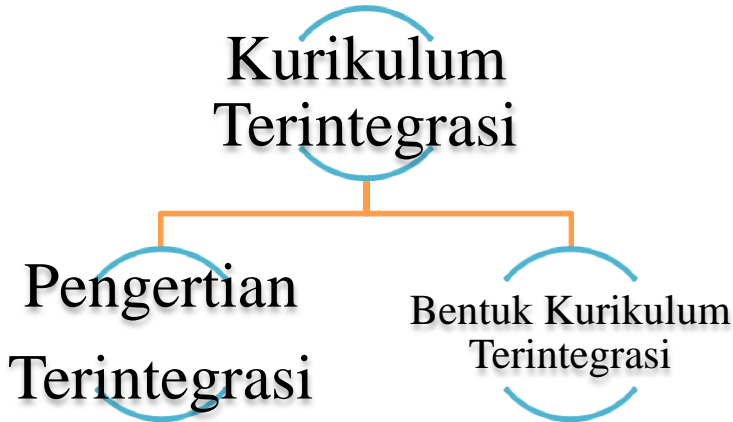 Kurikulum
Terintegrasi
Pengertian
Terintegrasi
Bentuk Kurikulum
Terintegrasi